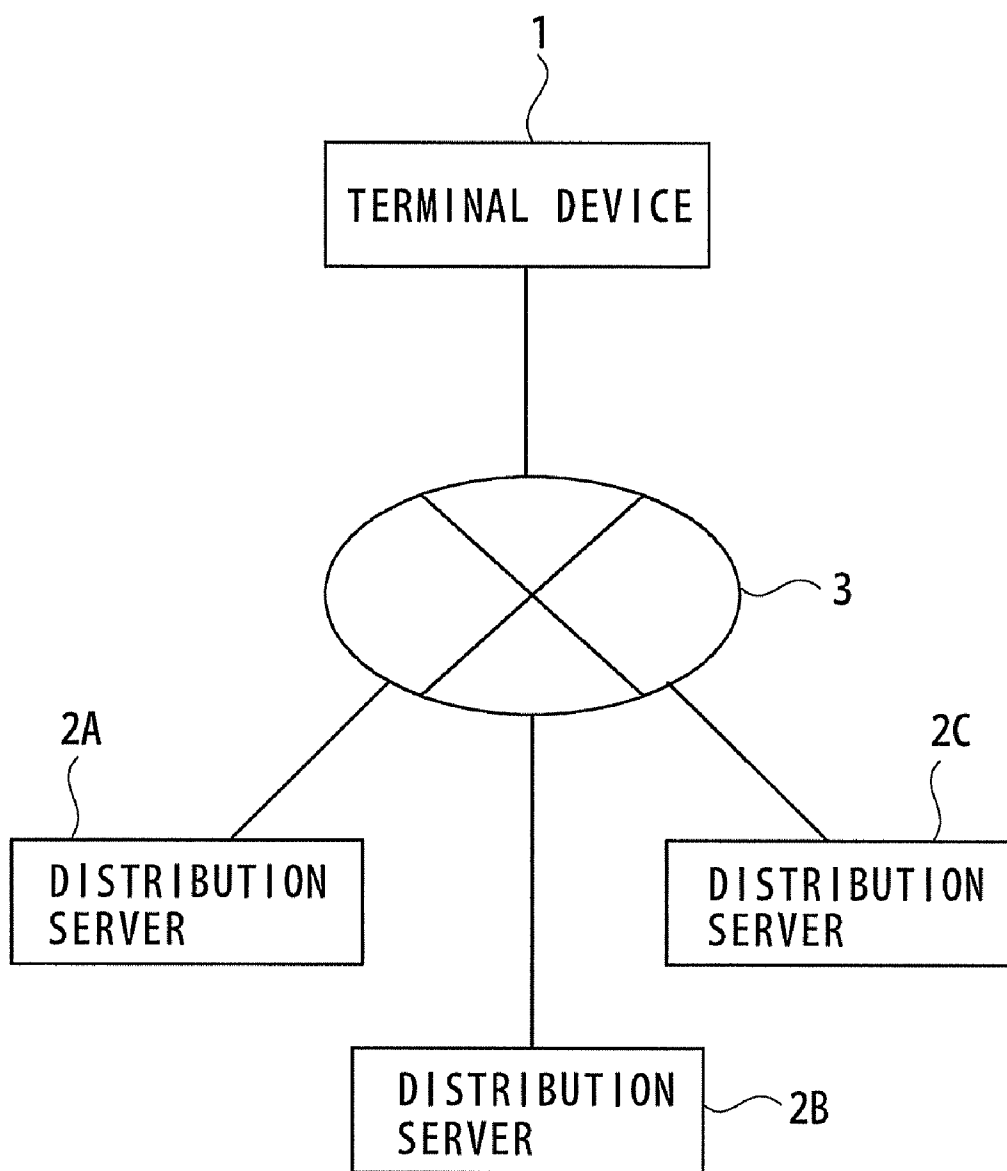 1
TERMINAL DEVICE
3
2A
2C
DISTRIBUTION
SERVER
DISTRIBUTION
SERVER
DISTRIBUTION
SERVER
2B